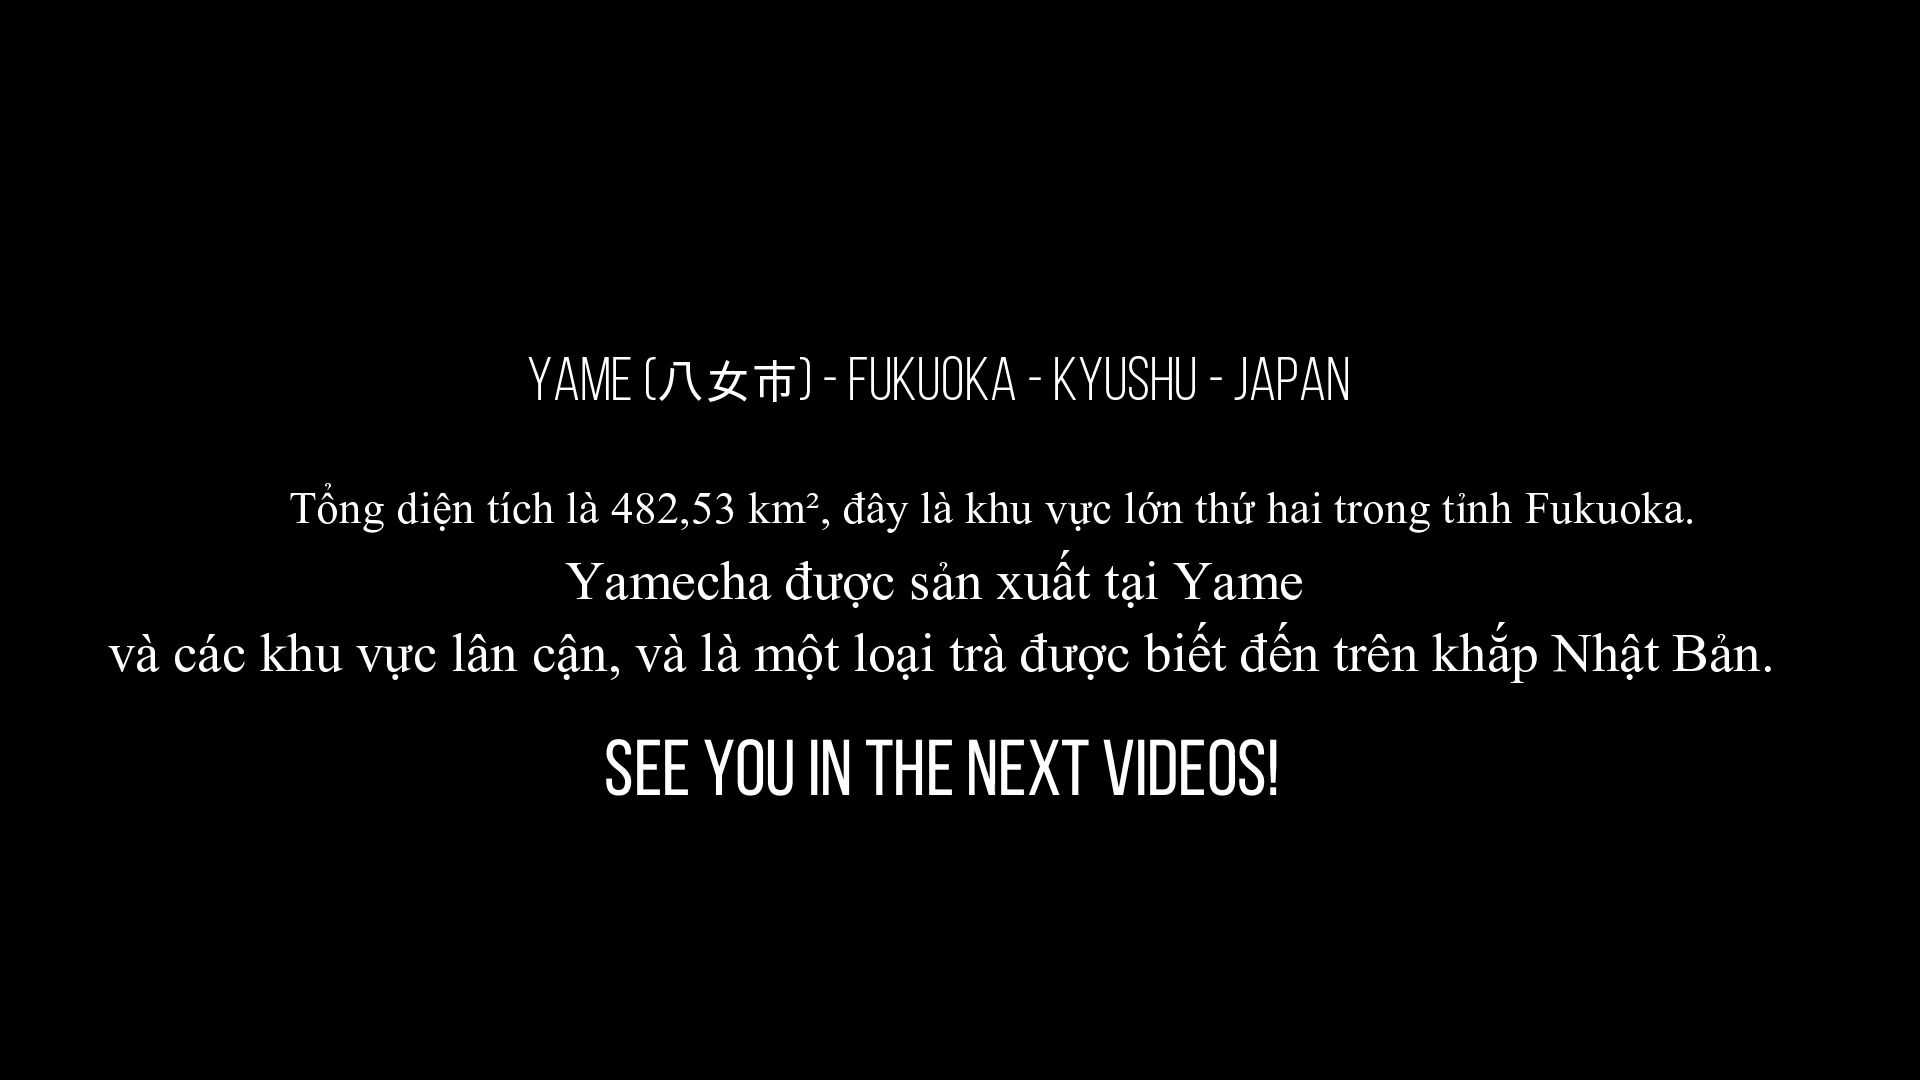 YAME (八女市) - FUKUOKA - KYUSHU - JAPAN
Tổng diện tích là 482,53 km², đây là khu vực lớn thứ hai trong tỉnh Fukuoka.
Yamecha được sản xuất tại Yame
và các khu vực lân cận, và là một loại trà được biết đến trên khắp Nhật Bản.
SEE YOU IN THE NEXT VIDEOS!